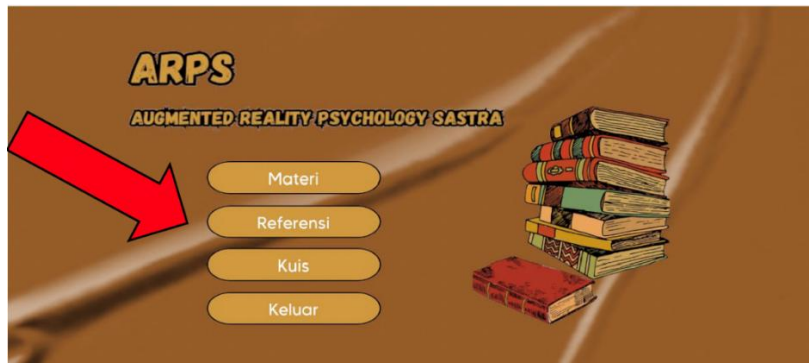 ARPS
AUGMENTED REALITY PSYCHOLOGY SASTRA
Materi
Referensi
Kuis
Keluar